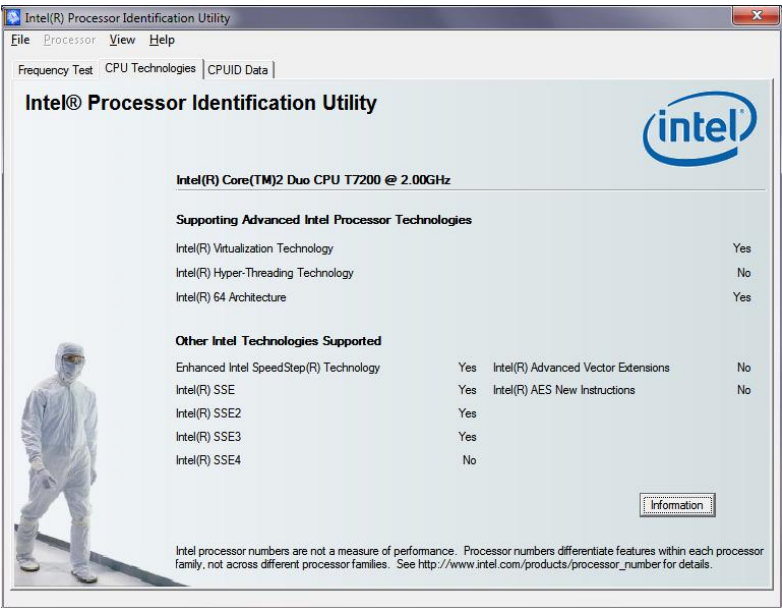 Intel(R) Processor Identification Utility
File Processor View Help
Frequency Test CPU Technologies CPUID Data
Intel® Processor Identification Utility
intel
Intel(R) Core(TM)2 Duo CPU T7200 @ 2.00GHz
Supporting Advanced Intel Processor Technologies
Intel(R) Virtualization Technology Yes
Intel(R) Hyper-Threading Technology No
Intel(R) 64 Architecture Yes
Other Intel Technologies Supported
Enhanced Intel SpeedStep(R) Technology Yes Intel(R) Advanced Vector Extensions No
Intel(R) SSE Yes Intel(R) AES New Instructions No
Intel(R) SSE2 Yes
Intel(R) SSE3 Yes
Intel(R) SSE4 No
Information
Intel processor numbers are not a measure of performance. Processor numbers differentiate features within each processor
family, not across different processor families. See http://www.intel.com/products/processor_number for details.